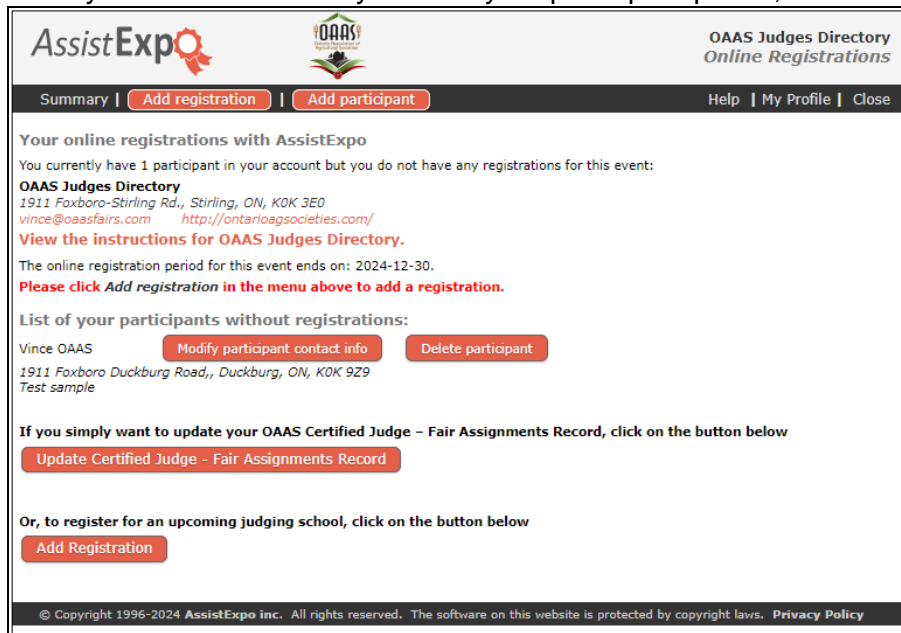 AssistExpo
OAAS
OAAS Judges Directory
Online Registrations
Summary | Add registration | Add participant
Help | My Profile | Close
Your online registrations with AssistExpo
You currently have 1 participant in your account but you do not have any registrations for this event:
OAAS Judges Directory
1911 Foxboro-Stirling Rd., Stirling, ON, K0K 3E0
vince@oaasfairs.com http://ontarioagsocieties.com/
View the instructions for OAAS Judges Directory.
The online registration period for this event ends on: 2024-12-30.
Please click Add registration in the menu above to add a registration.
List of your participants without registrations:
Vince OAAS Modify participant contact info Delete participant
1911 Foxboro Duckburg Road,, Duckburg, ON, K0K 9Z9
Test sample
If you simply want to update your OAAS Certified Judge – Fair Assignments Record, click on the button below
Update Certified Judge - Fair Assignments Record
Or, to register for an upcoming judging school, click on the button below
Add Registration
© Copyright 1996-2024 AssistExpo inc. All rights reserved. The software on this website is protected by copyright laws. Privacy Policy